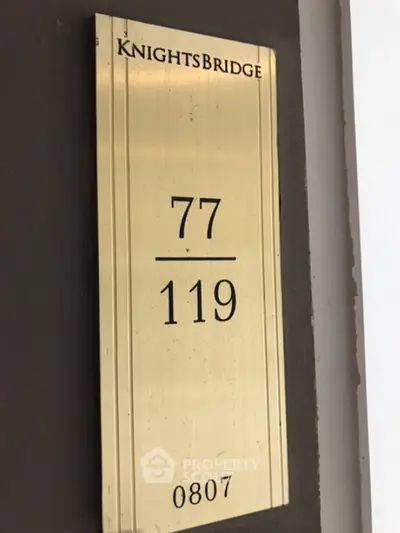 KNIGHTSBRIDGE
77
119
PROPERTY
SCOUT
0807